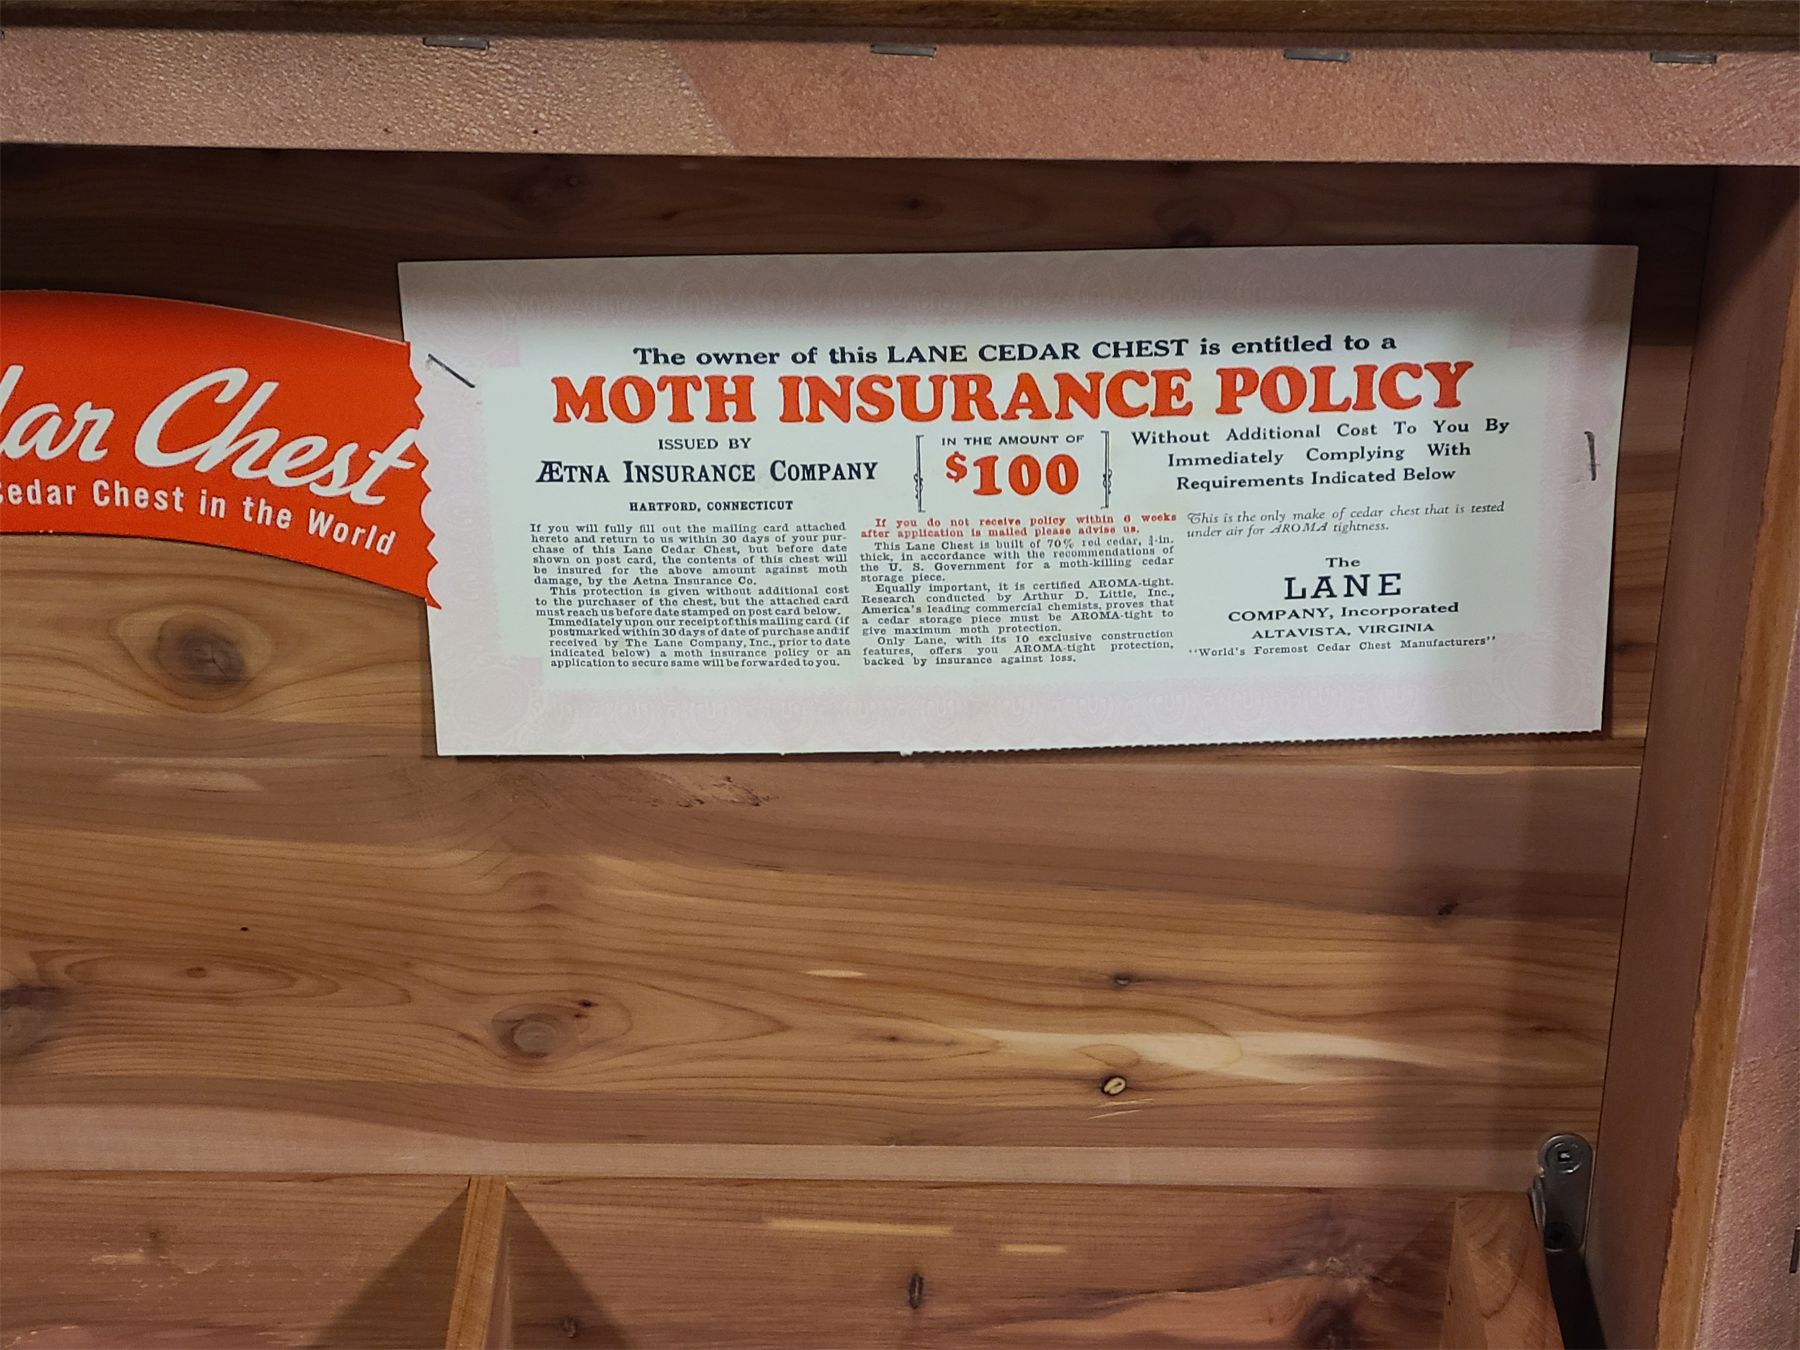 dar Chest
Cedar Chest in the World
The owner of this LANE CEDAR CHEST is entitled to a
MOTH INSURANCE POLICY
ISSUED BY
ÆTNA INSURANCE COMPANY
HARTFORD, CONNECTICUT
IN THE AMOUNT OF
$100
Without Additional Cost To You By
Immediately Complying With
Requirements Indicated Below
If you will fully fill out the mailing card attached
hereto and return to us within 30 days of your pur-
chase of this Lane Cedar Chest, but before date
shown on post card, the contents of this chest will
be insured for the above amount against moth
damage, by the Aetna Insurance Co.
This protection is given without additional cost
to the purchaser of the chest, but the attached card
must reach us before date stamped on post card below.
Immediately upon our receipt of this mailing card (if
postmarked within 30 days of date of purchase and if
received by The Lane Company, Inc., prior to date
indicated below) a moth insurance policy or an
application to secure same will be forwarded to you.
If you do not receive policy within 6 weeks
after application is mailed please advise us.
This Lane Chest is built of 70% red cedar, ¾-in.
thick, in accordance with the recommendations of
the U. S. Government for a moth-killing cedar
storage piece.
Equally important, it is certified AROMA-tight.
Research conducted by Arthur D. Little, Inc.,
America's leading commercial chemists, proves that
a cedar storage piece must be AROMA-tight to
give maximum moth protection.
Only Lane, with its 10 exclusive construction
features, offers you AROMA-tight protection,
backed by insurance against loss.
This is the only make of cedar chest that is tested
under air for AROMA tightness.
The
LANE
COMPANY, Incorporated
ALTAVISTA, VIRGINIA
"World's Foremost Cedar Chest Manufacturers"